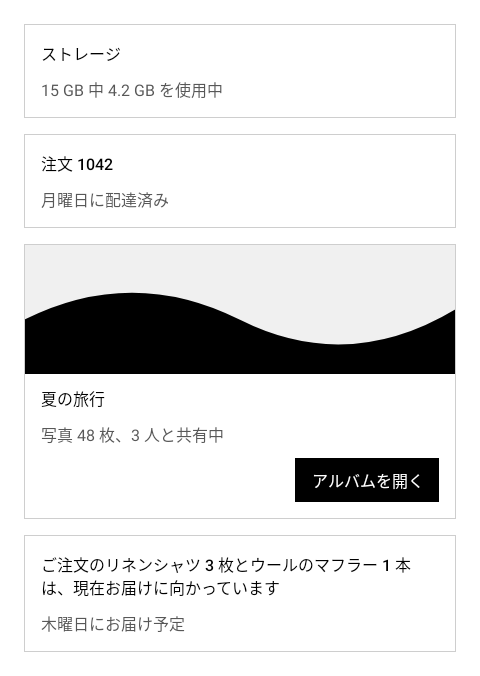 ストレージ
15 GB 中 4.2 GB を使用中
注文 1042
月曜日に配達済み
夏の旅行
写真 48 枚、3 人と共有中
アルバムを開く
ご注文のリネンシャツ 3 枚とウールのマフラー 1 本
は、現在お届けに向かっています
木曜日にお届け予定